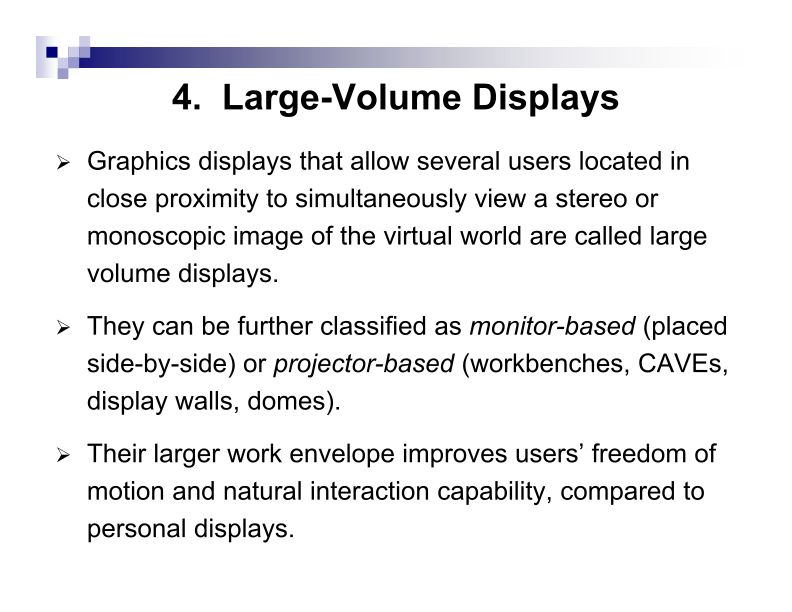 4. Large-Volume Displays
➢ Graphics displays that allow several users located in
close proximity to simultaneously view a stereo or
monoscopic image of the virtual world are called large
volume displays.
➢ They can be further classified as monitor-based (placed
side-by-side) or projector-based (workbenches, CAVEs,
display walls, domes).
➢ Their larger work envelope improves users’ freedom of
motion and natural interaction capability, compared to
personal displays.